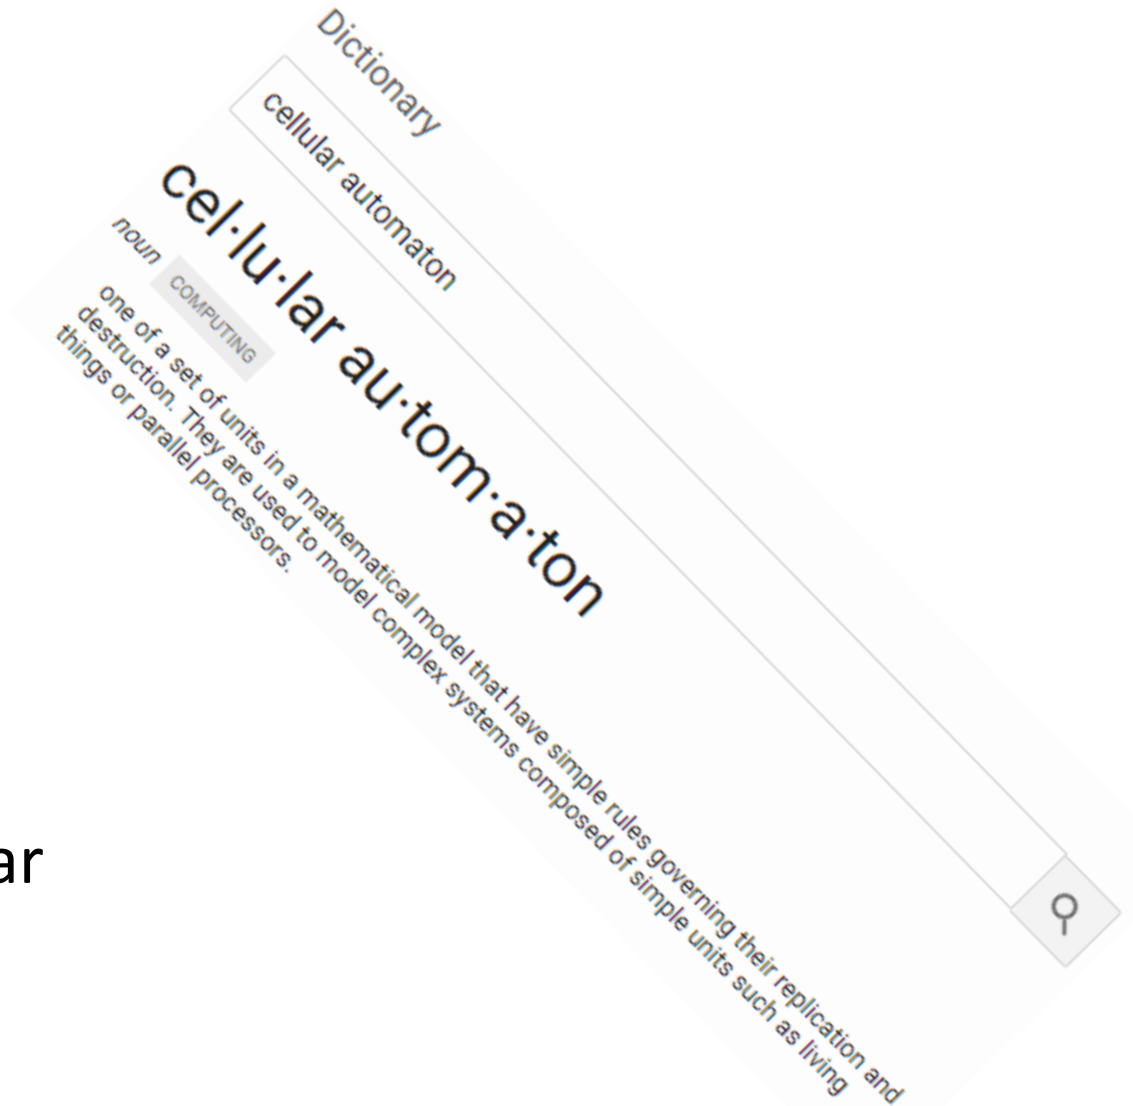 Dictionary
cellular automaton
cel·lu·lar au·tom·a·ton
noun
COMPUTING
one of a set of units in a mathematical model that have simple rules governing their replication and
destruction. They are used to model complex systems composed of simple units such as living
things or parallel processors.
ar